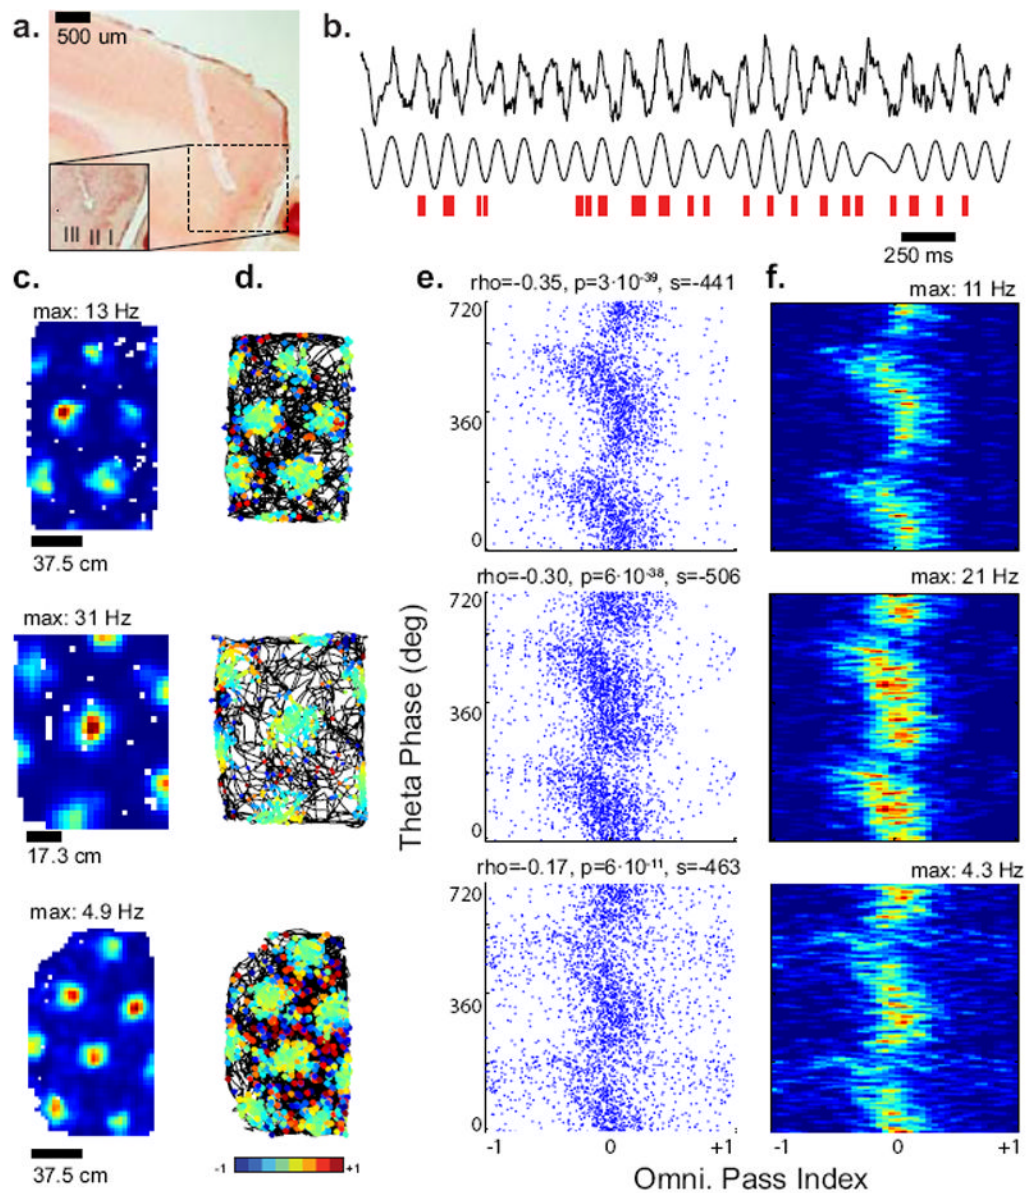 a.
500 um
III II I
b.
250 ms
c.
d.
e.
f.
max: 13 Hz
37.5 cm
rho=-0.35, p=3·10-39, s=-441
max: 11 Hz
720
360
0
max: 31 Hz
17.3 cm
rho=-0.30, p=6·10-38, s=-506
max: 21 Hz
720
360
0
Theta Phase (deg)
max: 4.9 Hz
37.5 cm
-1 +1
rho=-0.17, p=6·10-11, s=-463
max: 4.3 Hz
720
360
0
-1 0 +1
-1 0 +1
Omni. Pass Index